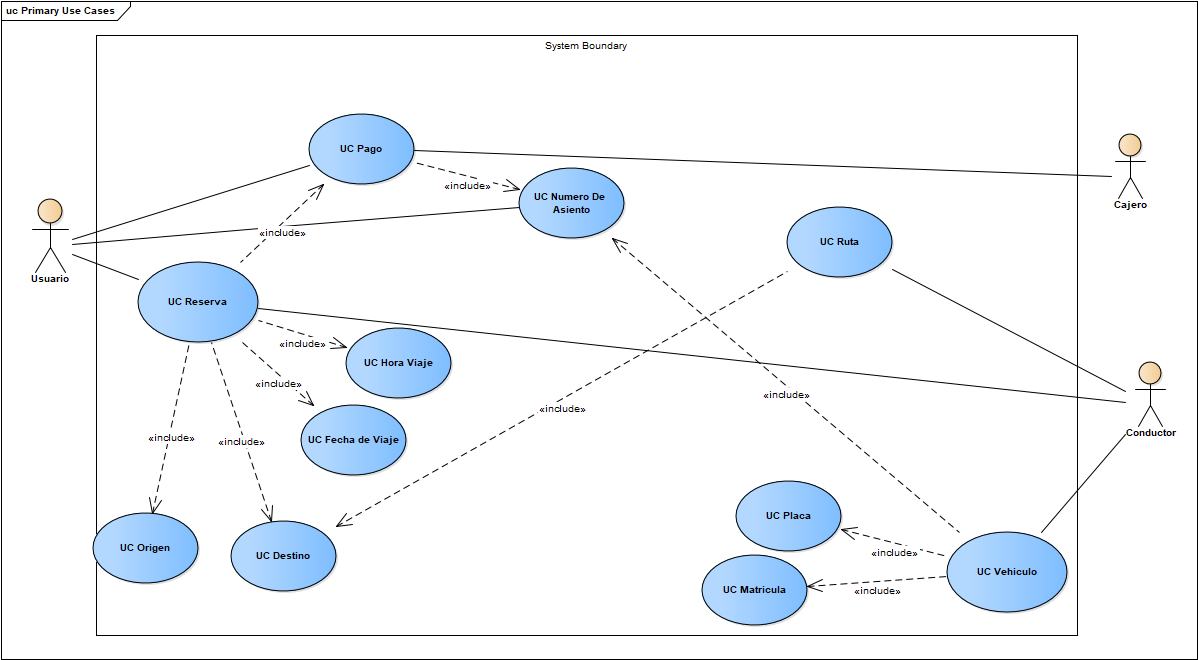 uc Primary Use Cases
System Boundary
UC Pago
«include»
UC Numero De
Asiento
Cajero
UC Ruta
«include»
Usuario
UC Reserva
«include»
UC Hora Viaje
«include»
UC Fecha de Viaje
«include»
«include»
Conductor
«include»
«include»
UC Placa
UC Origen
UC Destino
«include»
UC Vehiculo
UC Matricula
«include»